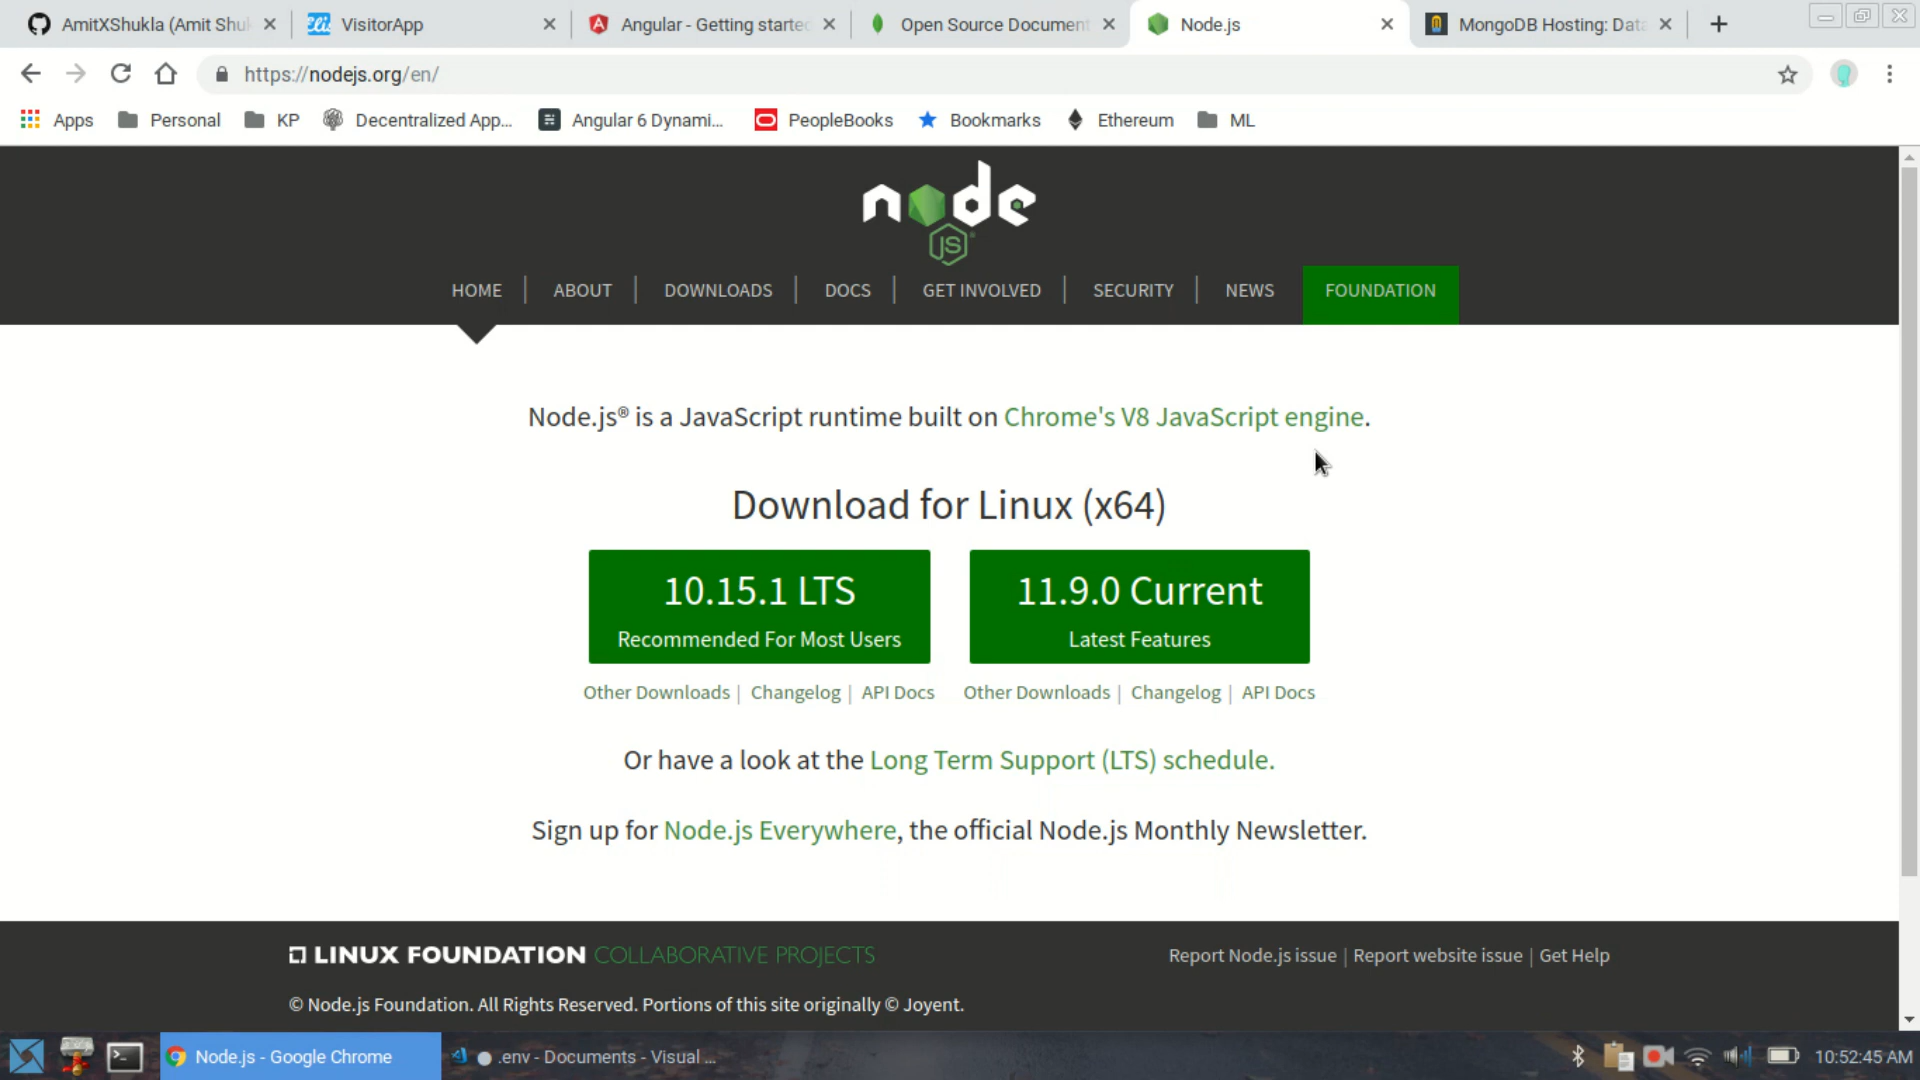 AmitXShukla (Amit Shu
VisitorApp
Angular - Getting starte
Open Source Document
Node.js
MongoDB Hosting: Data
https://nodejs.org/en/
Apps
Personal
KP
Decentralized App...
Angular 6 Dynami...
PeopleBooks
Bookmarks
Ethereum
ML
node
JS
HOME
ABOUT
DOWNLOADS
DOCS
GET INVOLVED
SECURITY
NEWS
FOUNDATION
Node.js® is a JavaScript runtime built on Chrome's V8 JavaScript engine.
Download for Linux (x64)
10.15.1 LTS
Recommended For Most Users
11.9.0 Current
Latest Features
Other Downloads | Changelog | API Docs
Other Downloads | Changelog | API Docs
Or have a look at the Long Term Support (LTS) schedule.
Sign up for Node.js Everywhere, the official Node.js Monthly Newsletter.
LINUX FOUNDATION COLLABORATIVE PROJECTS
Report Node.js issue | Report website issue | Get Help
© Node.js Foundation. All Rights Reserved. Portions of this site originally © Joyent.
Node.js - Google Chrome
● .env - Documents - Visual ...
10:52:45 AM